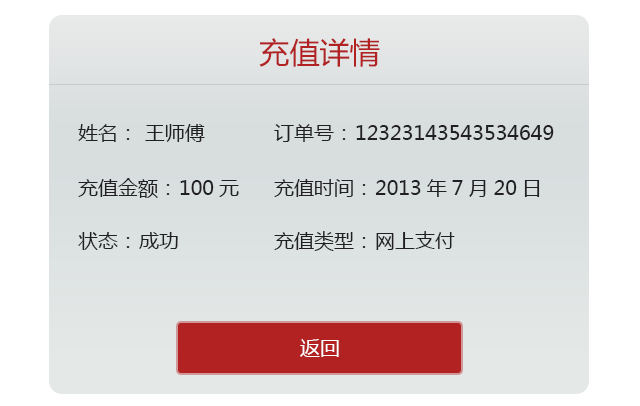 充值详情
姓名： 王师傅 订单号：12323143543534649
充值金额：100 元 充值时间：2013 年 7 月 20 日
状态：成功 充值类型：网上支付
返回